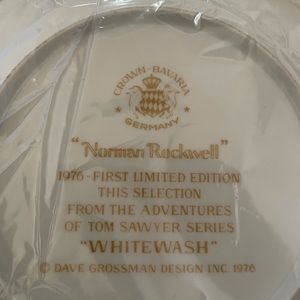 CROWN-BAVARIA
GERMANY
"Norman Rockwell"
1976-FIRST LIMITED EDITION
THIS SELECTION
FROM THE ADVENTURES
OF TOM SAWYER SERIES
"WHITEWASH"
© DAVE GROSSMAN DESIGN INC. 1976